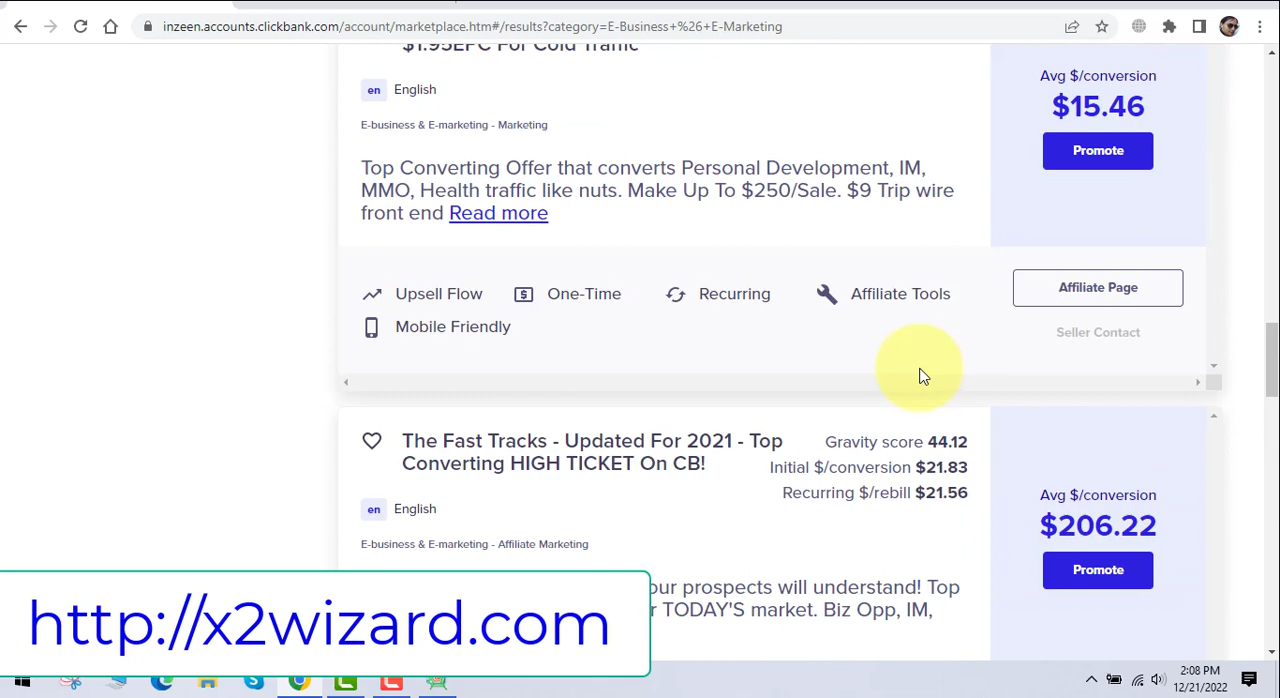 inzeen.accounts.clickbank.com/account/marketplace.htm#/results?category=E-Business+%26+E-Marketing
$1.95EPC For Cold Traffic
en English
E-business & E-marketing - Marketing
Top Converting Offer that converts Personal Development, IM,
MMO, Health traffic like nuts. Make Up To $250/Sale. $9 Trip wire
front end Read more
Avg $/conversion
$15.46
Promote
Upsell Flow
One-Time
Recurring
Affiliate Tools
Mobile Friendly
Affiliate Page
Seller Contact
The Fast Tracks - Updated For 2021 - Top
Converting HIGH TICKET On CB!
Gravity score 44.12
Initial $/conversion $21.83
Recurring $/rebill $21.56
en English
E-business & E-marketing - Affiliate Marketing
our prospects will understand! Top
TODAY'S market. Biz Opp, IM,
Avg $/conversion
$206.22
Promote
http://x2wizard.com
2:08 PM
12/21/2022